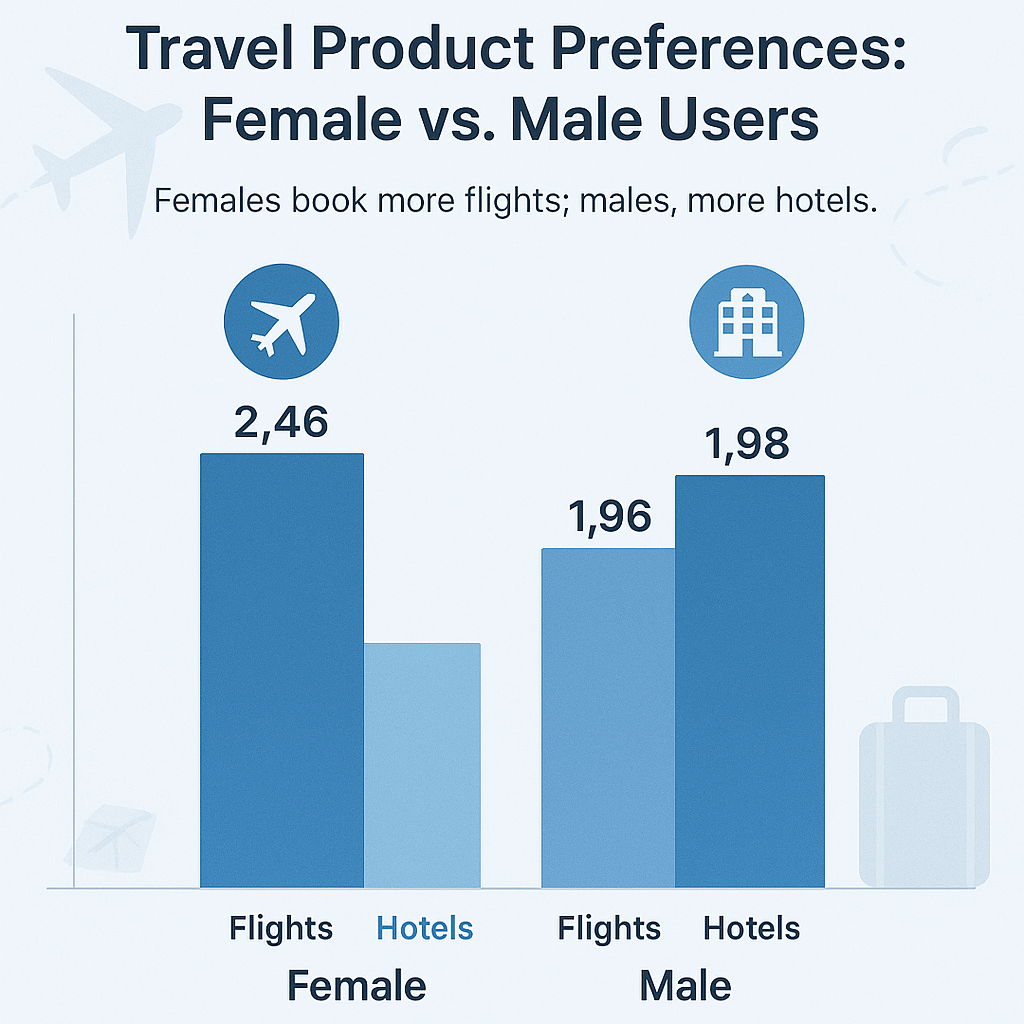 Travel Product Preferences:
Female vs. Male Users
Females book more flights; males, more hotels.
2,46
1,98
1,96
Flights Hotels Flights Hotels
Female Male